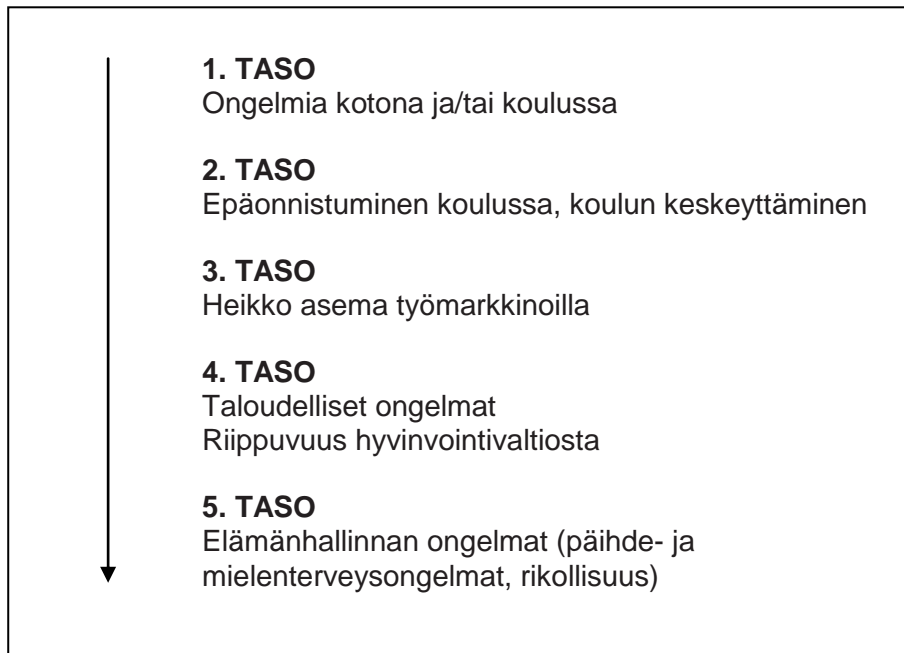 1. TASO
Ongelmia kotona ja/tai koulussa
2. TASO
Epäonnistuminen koulussa, koulun keskeyttäminen
3. TASO
Heikko asema työmarkkinoilla
4. TASO
Taloudelliset ongelmat
Riippuvuus hyvinvointivaltiosta
5. TASO
Elämänhallinnan ongelmat (päihde- ja
mielenterveysongelmat, rikollisuus)